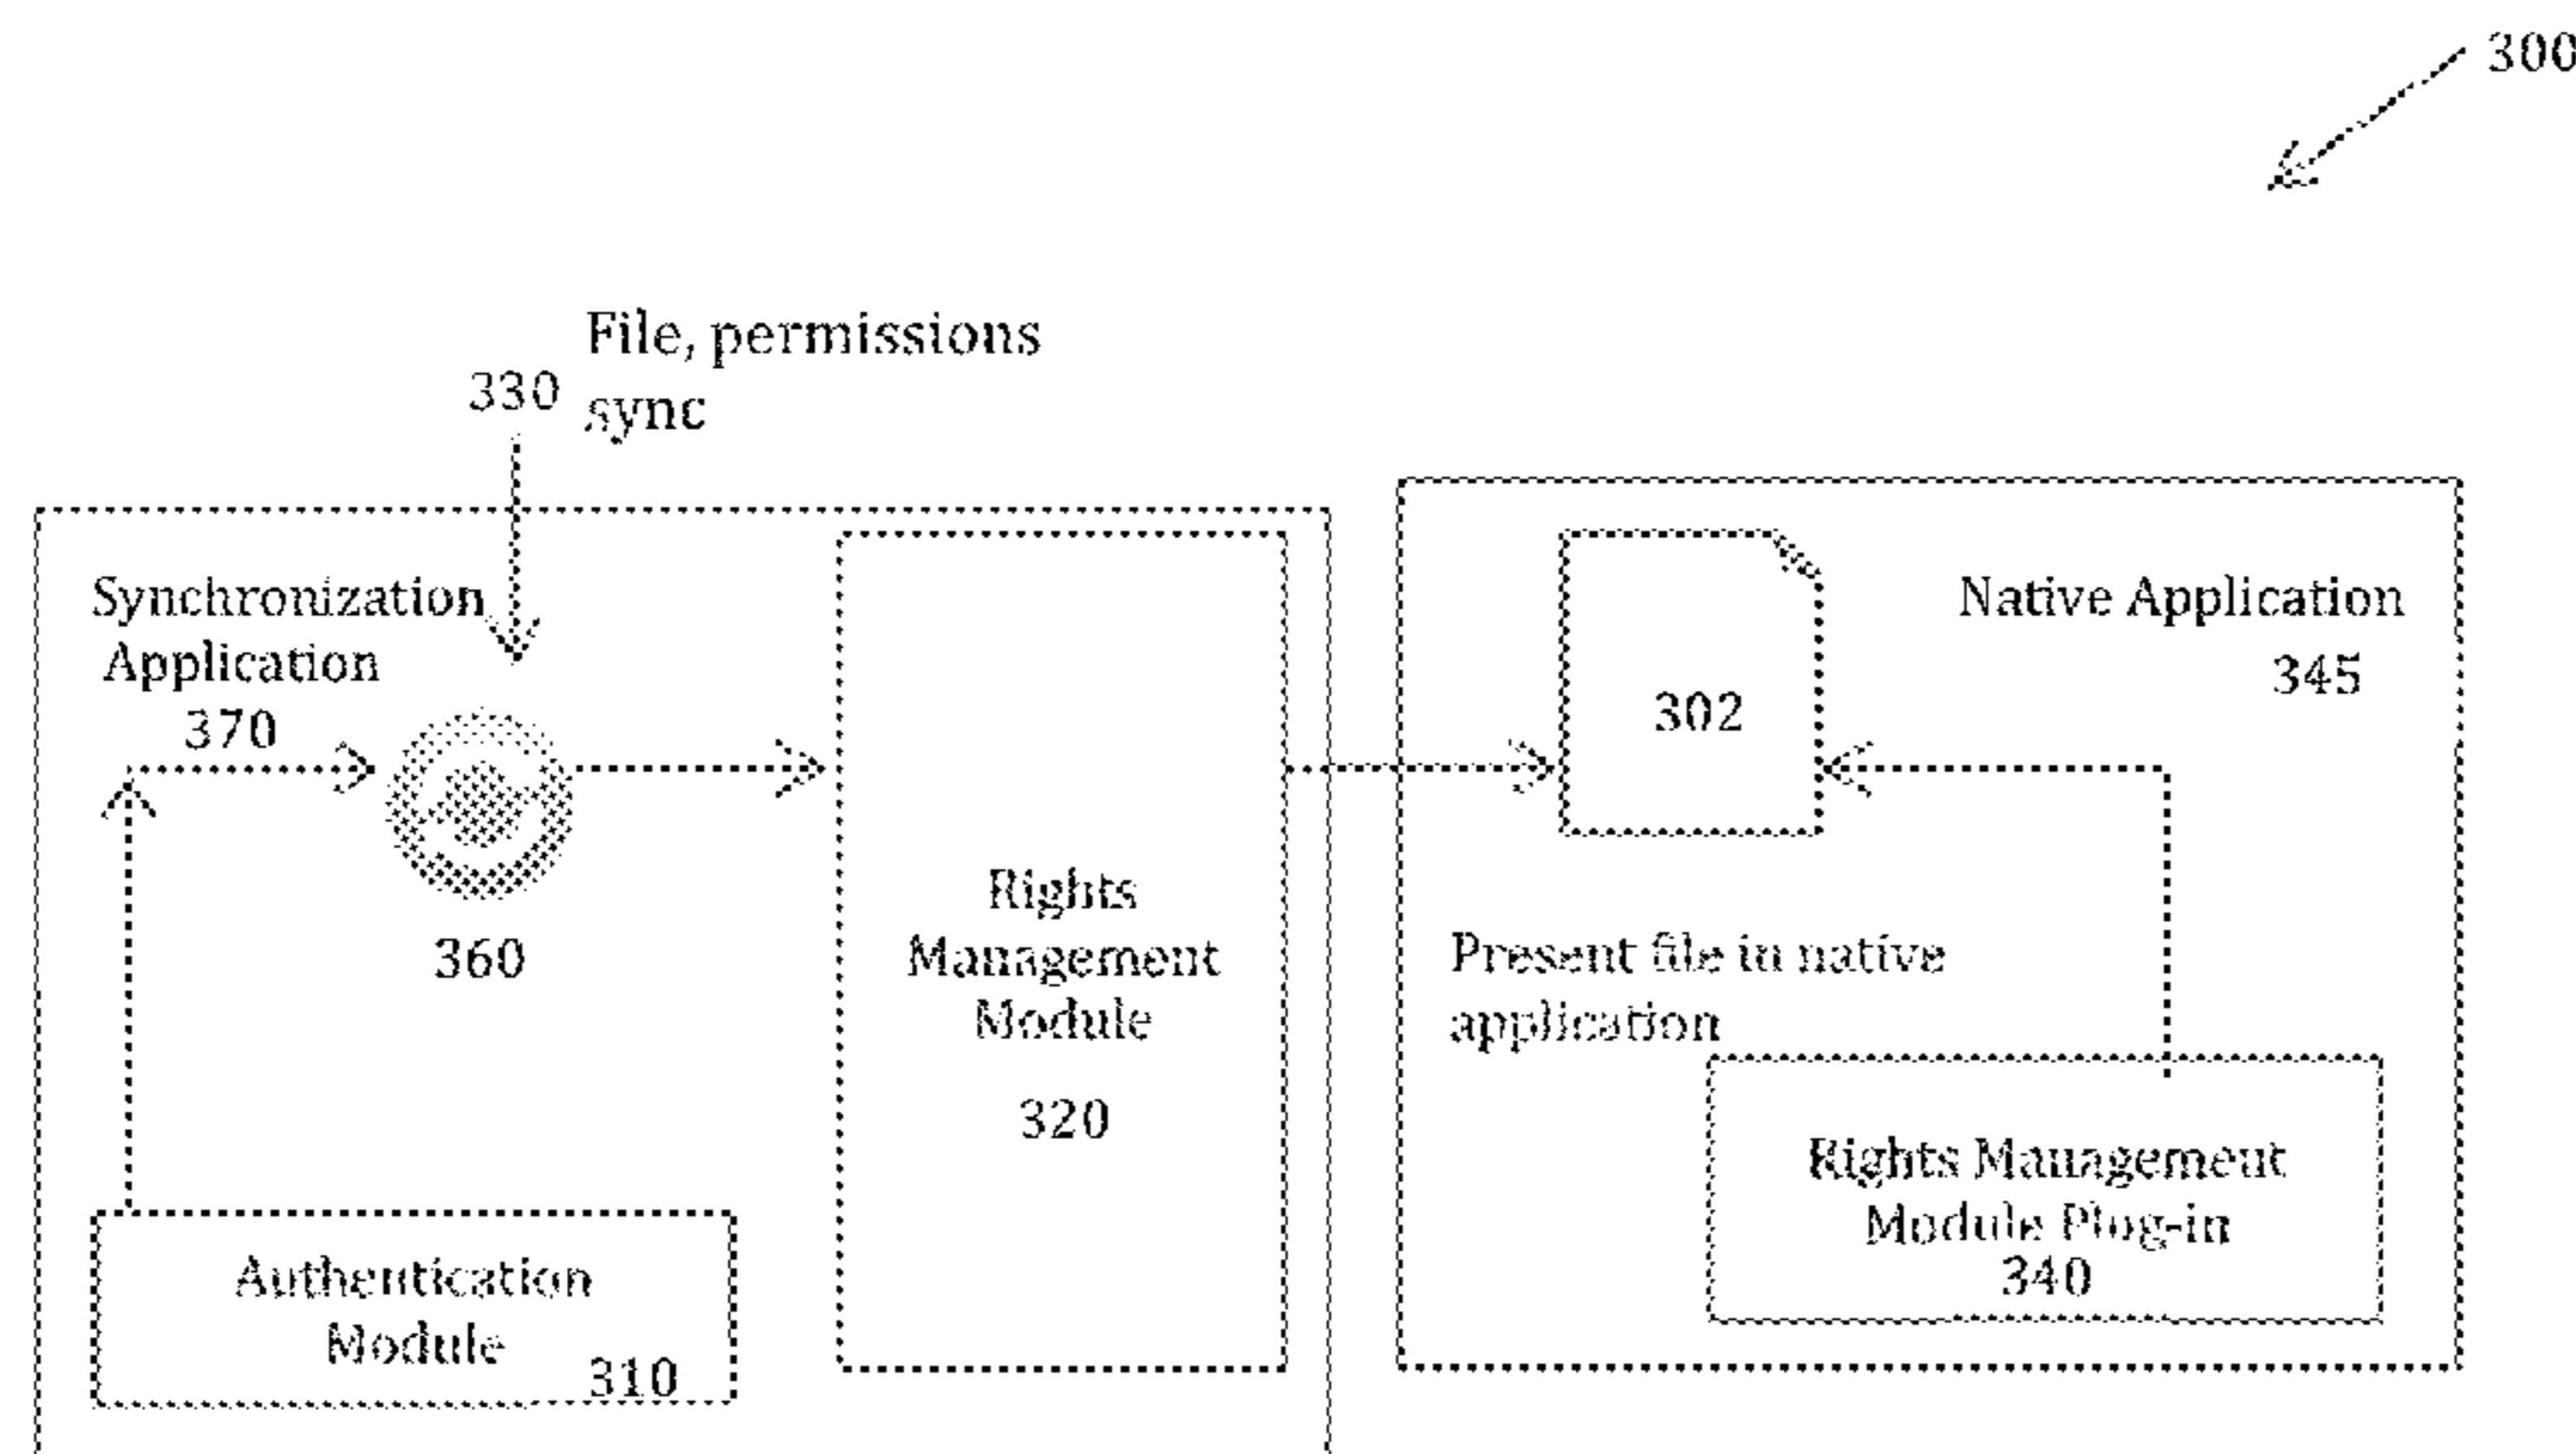 300
File, permissions
330
sync
Synchronization
Application
370
360
Rights
Management
Module
320
Authentication
Module
310
302
Native Application
345
Present file in native
application
Rights Management
Module Plug-in
340